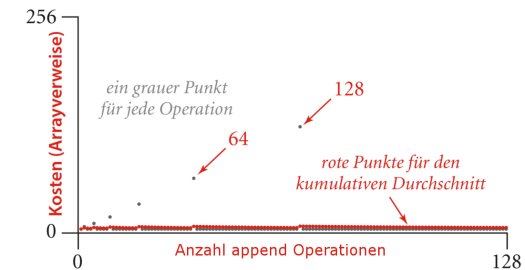 256
Kosten (Arrayverweise)
ein grauer Punkt
für jede Operation
128
64
rote Punkte für den
kumulativen Durchschnitt
0
Anzahl append Operationen
0
128